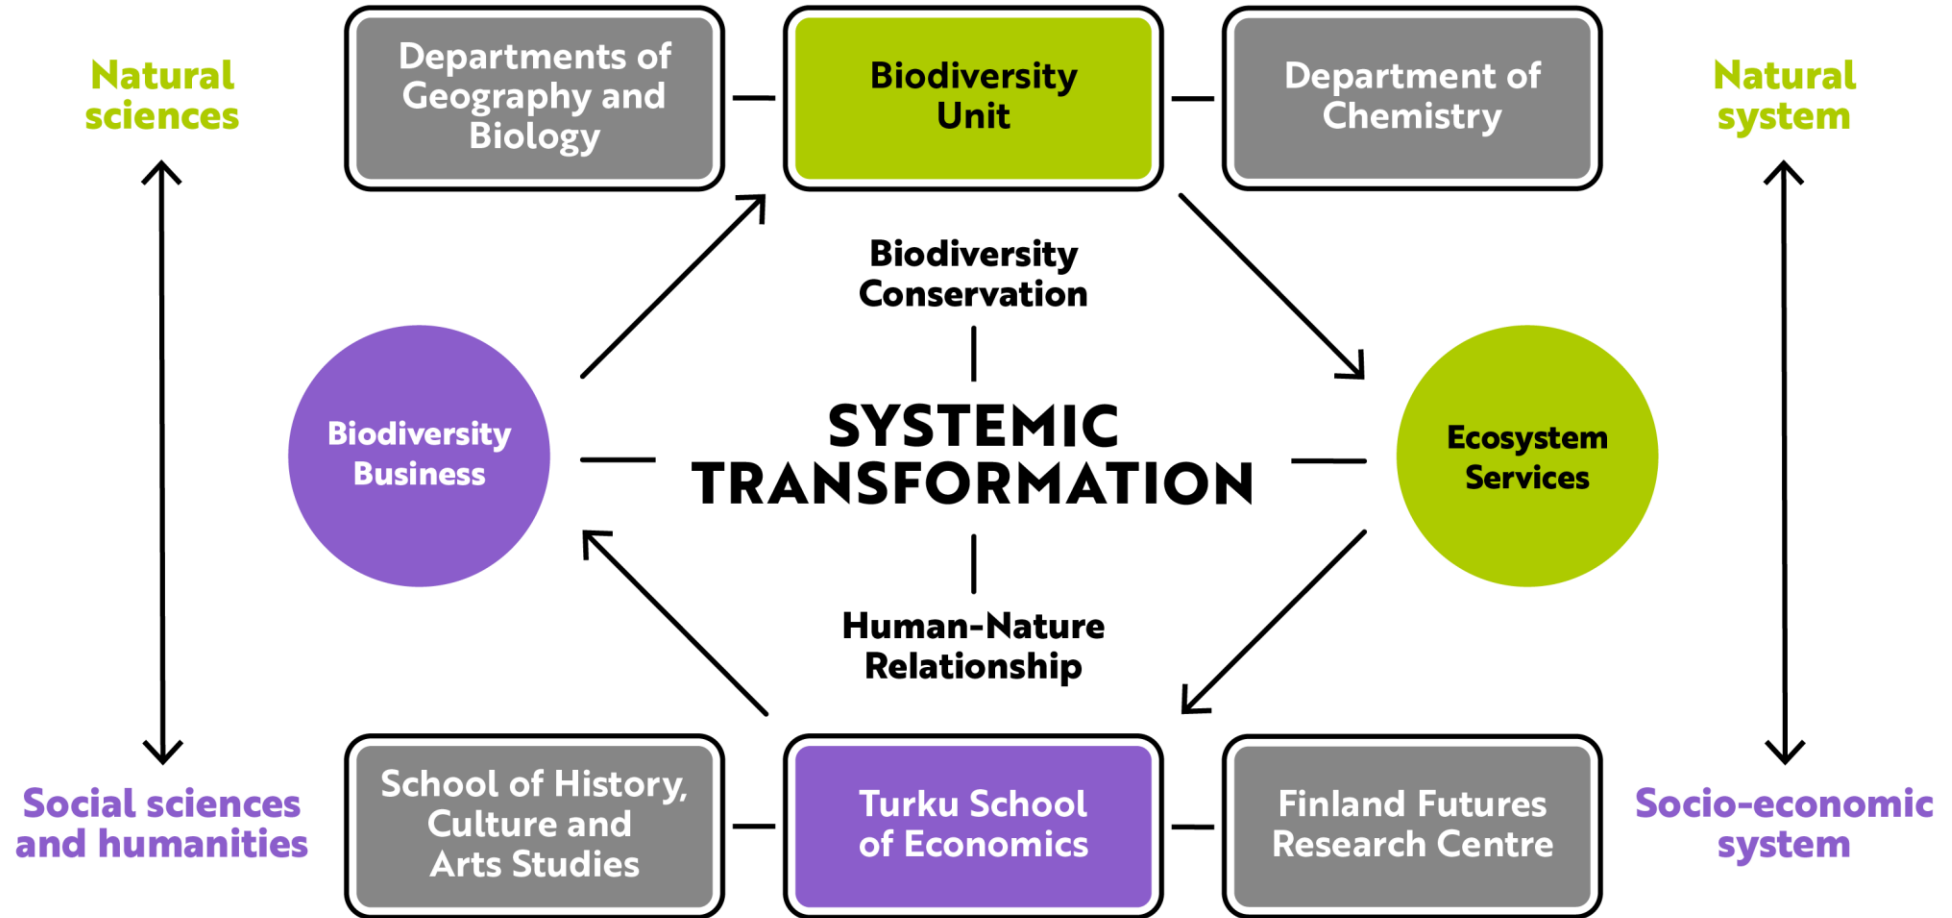 Natural
sciences
Departments of
Geography and
Biology
Biodiversity
Unit
Department of
Chemistry
Natural
system
Biodiversity
Conservation
Biodiversity
Business
SYSTEMIC
TRANSFORMATION
Ecosystem
Services
Human-Nature
Relationship
Social sciences
and humanities
School of History,
Culture and
Arts Studies
Turku School
of Economics
Finland Futures
Research Centre
Socio-economic
system